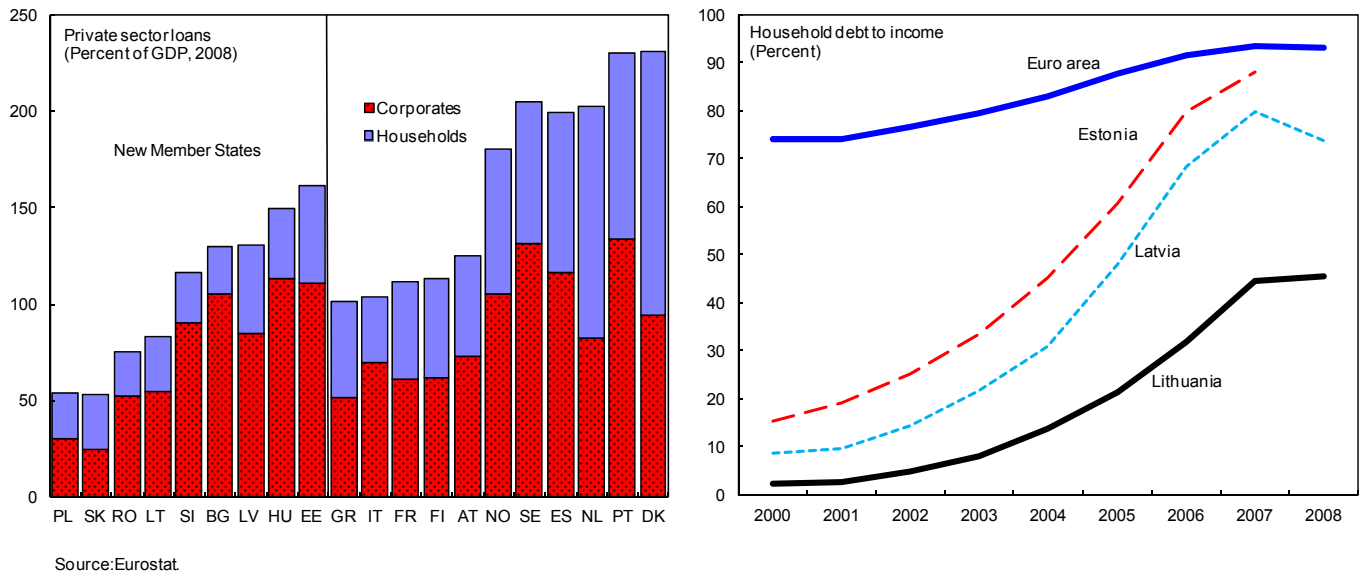 Private sector loans
(Percent of GDP, 2008)
Corporates
Households
New Member States
250
200
150
100
50
0
PL SK RO LT SI BG LV HU EE GR IT FR FI AT NO SE ES NL PT DK
Source:Eurostat.
Household debt to income
(Percent)
Euro area
Estonia
Latvia
Lithuania
100
90
80
70
60
50
40
30
20
10
0
2000 2001 2002 2003 2004 2005 2006 2007 2008